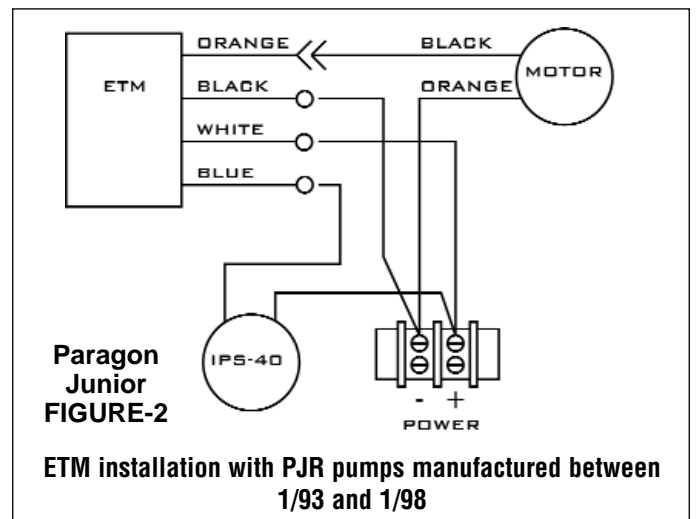 ORANGE
BLACK
MOTOR
ETM
BLACK
ORANGE
WHITE
BLUE
Paragon
Junior
FIGURE-2
IPS-40
- +
POWER
ETM installation with PJR pumps manufactured between
1/93 and 1/98